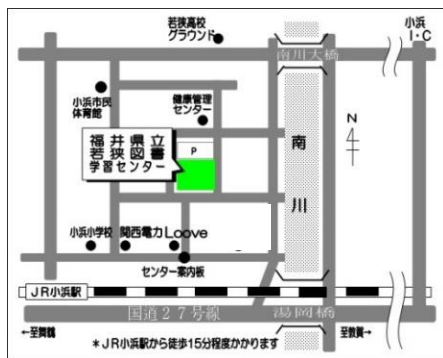 若狭高校
グラウンド
小浜
I・C
南川大橋
小浜市民
体育館
健康管理
センター
N
福井県立
若狭図書
学習センター
P
南
川
小浜小学校
関西電力
Loove
センター案内板
JR小浜駅
国道27号線
湯岡橋
←至舞鶴
至敦賀→
*JR小浜駅から徒歩15分程度かかります